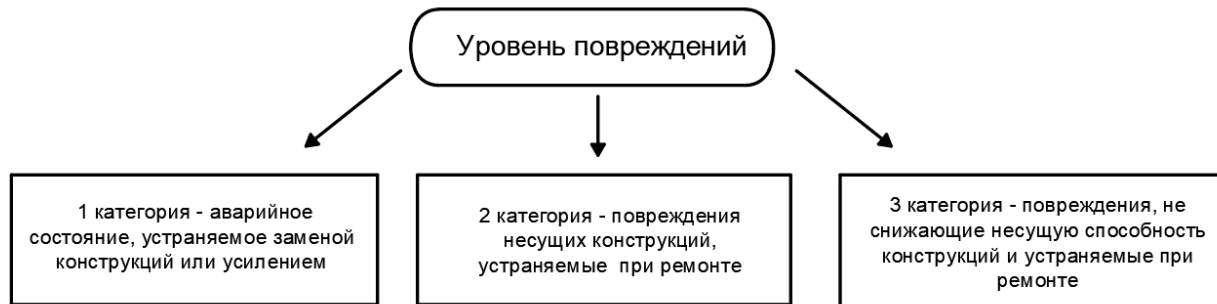 Уровень повреждений
1 категория - аварийное
состояние, устраняемое заменой
конструкций или усилением
2 категория - повреждения
несущих конструкций,
устраняемые при ремонте
3 категория - повреждения, не
снижающие несущую способность
конструкций и устраняемые при
ремонте